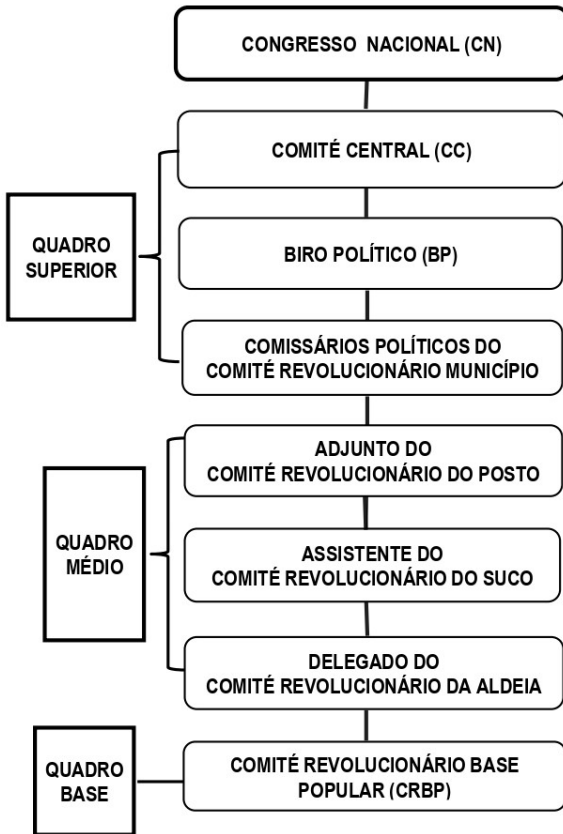 CONGRESSO NACIONAL (CN)
COMITÉ CENTRAL (CC)
QUADRO
SUPERIOR
BIRO POLÍTICO (BP)
COMISSÁRIOS POLÍTICOS DO
COMITÉ REVOLUCIONÁRIO MUNICÍPIO
ADJUNTO DO
COMITÉ REVOLUCIONÁRIO DO POSTO
QUADRO
MÉDIO
ASSISTENTE DO
COMITÉ REVOLUCIONÁRIO DO SUCO
DELEGADO DO
COMITÉ REVOLUCIONÁRIO DA ALDEIA
QUADRO
BASE
COMITÉ REVOLUCIONÁRIO BASE
POPULAR (CRBP)